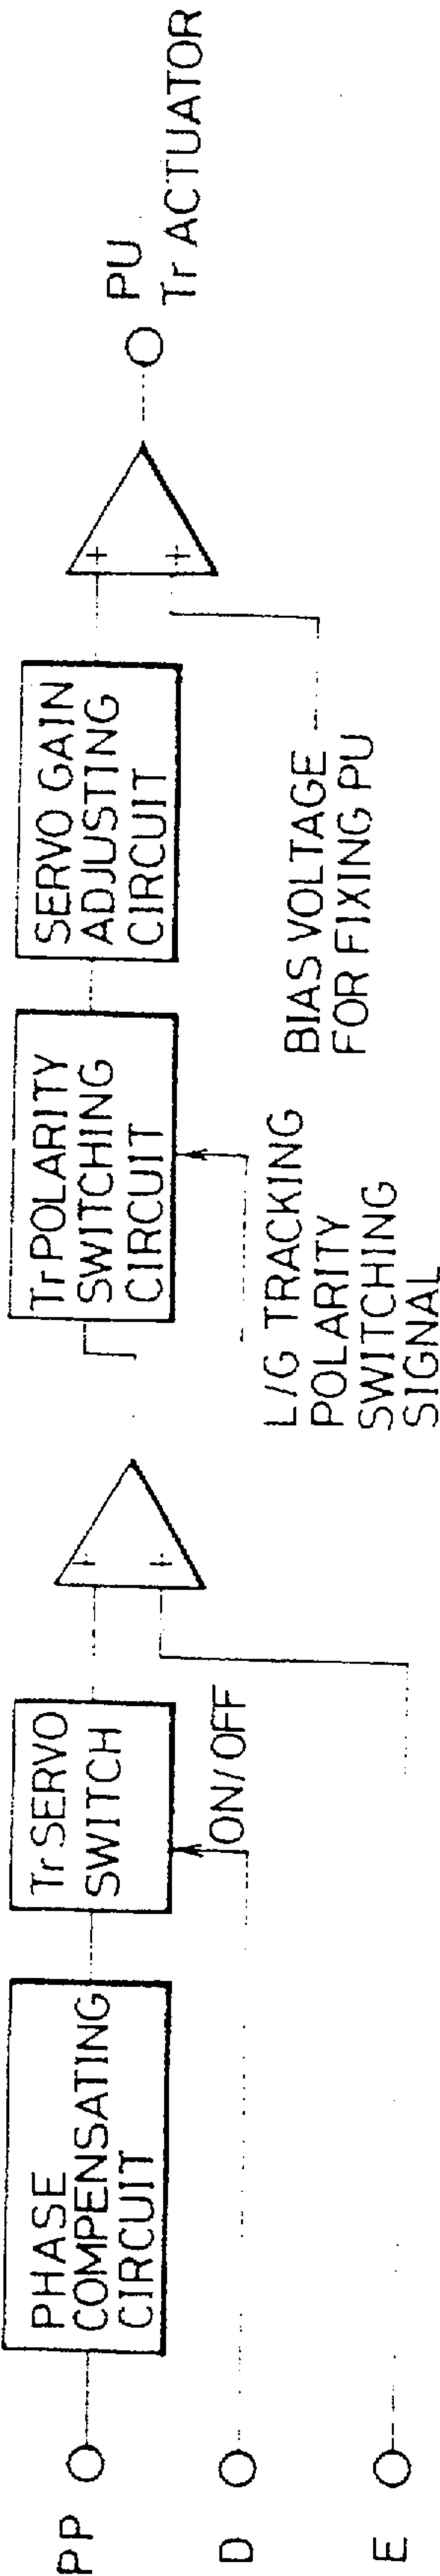 PP
PHASE
COMPENSATING
CIRCUIT
Tr SERVO
SWITCH
+
+
Tr POLARITY
SWITCHING
CIRCUIT
SERVO GAIN
ADJUSTING
CIRCUIT
+
+
PU
Tr ACTUATOR
D
ON/OFF
L/G TRACKING
POLARITY
SWITCHING
SIGNAL
BIAS VOLTAGE
FOR FIXING PU
E